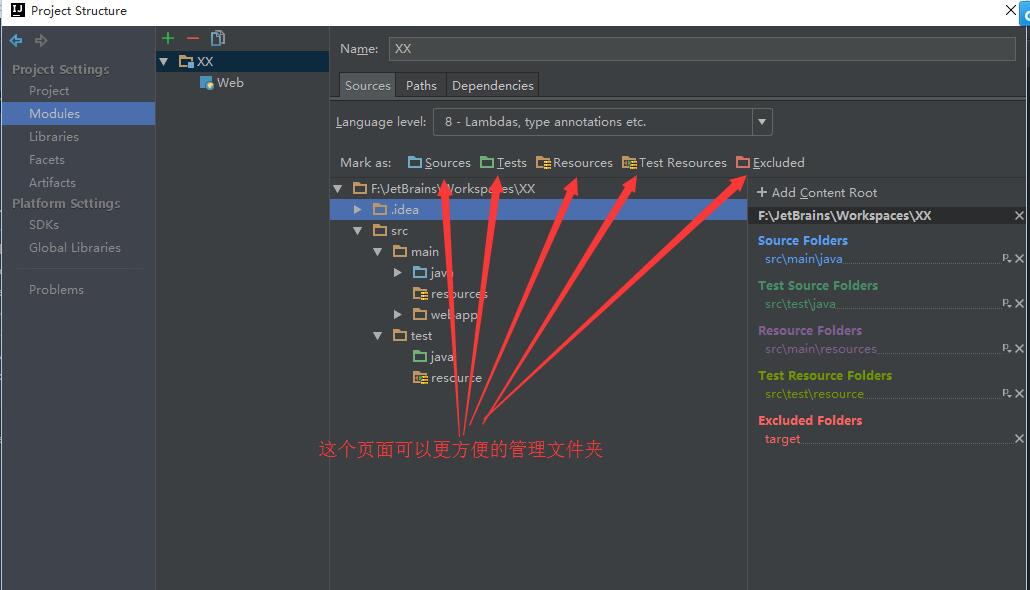 Project Structure
Project Settings
Project
Modules
Libraries
Facets
Artifacts
Platform Settings
SDKs
Global Libraries
Problems
XX
Web
Name: XX
Sources Paths Dependencies
Language level: 8 - Lambdas, type annotations etc.
Mark as: Sources Tests Resources Test Resources Excluded
F:\JetBrains\Workspaces\XX
.idea
src
main
java
resources
webapp
test
java
resource
这个页面可以更方便的管理文件夹
+ Add Content Root
F:\JetBrains\Workspaces\XX
Source Folders
src\main\java
Test Source Folders
src\test\java
Resource Folders
src\main\resources
Test Resource Folders
src\test\resource
Excluded Folders
target